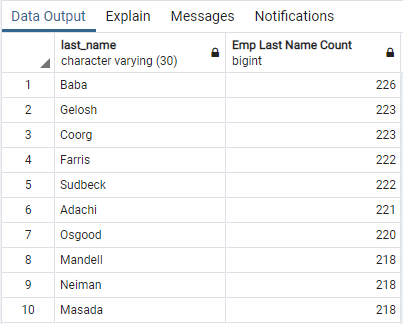 Data Output Explain Messages Notifications
last_name Emp Last Name Count
character varying (30) bigint
1 Baba 226
2 Gelosh 223
3 Coorg 223
4 Farris 222
5 Sudbeck 222
6 Adachi 221
7 Osgood 220
8 Mandell 218
9 Neiman 218
10 Masada 218